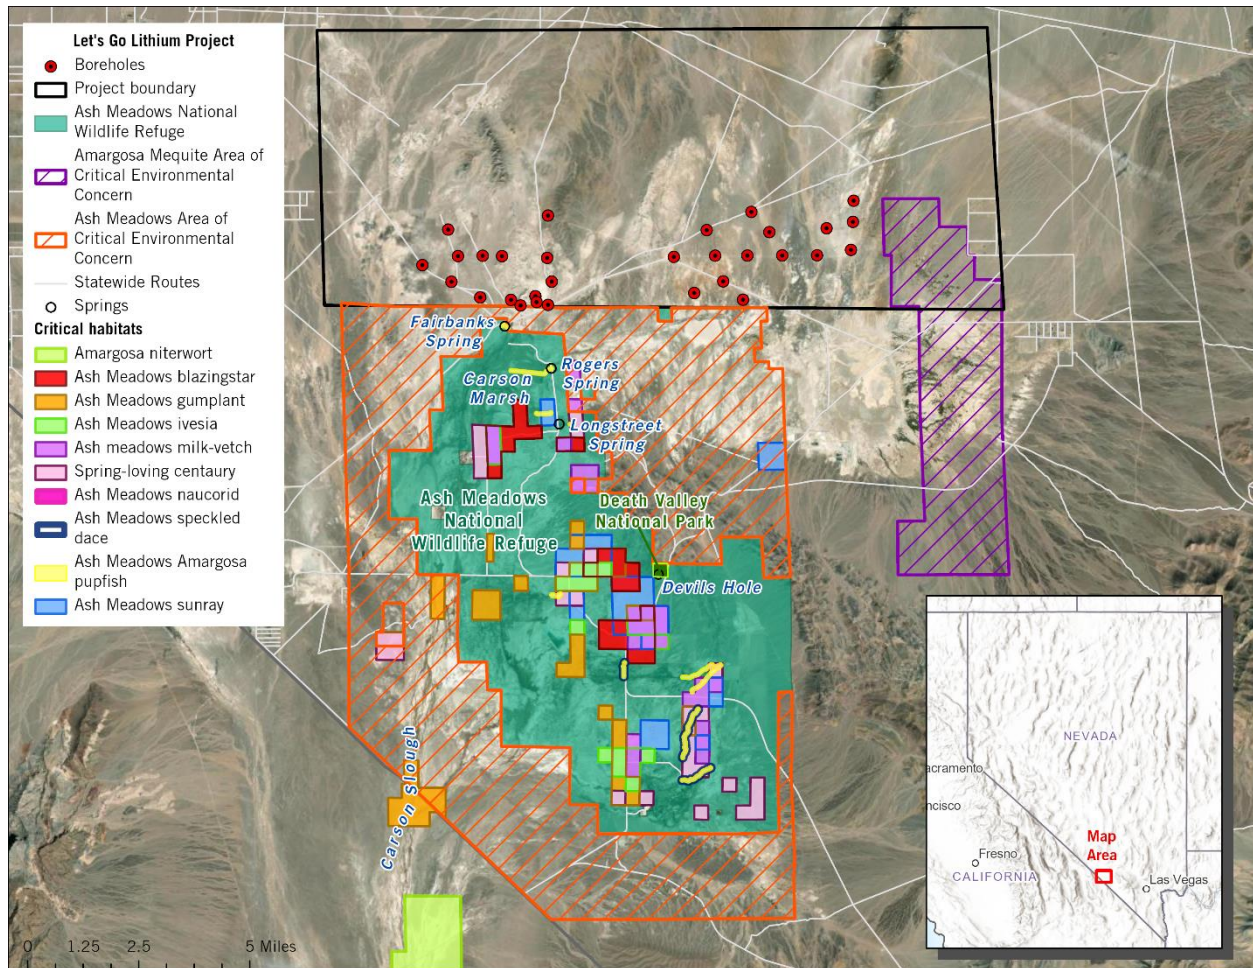 Let's Go Lithium Project
Boreholes
Project boundary
Ash Meadows National
Wildlife Refuge
Amargosa Mequite Area of
Critical Environmental
Concern
Ash Meadows Area of
Critical Environmental
Concern
Statewide Routes
Springs
Critical habitats
Amargosa niterwort
Ash Meadows blazingstar
Ash Meadows gumplant
Ash Meadows ivesia
Ash meadows milk-vetch
Spring-loving centaury
Ash Meadows naucorid
Ash Meadows speckled
dace
Ash Meadows Amargosa
pupfish
Ash Meadows sunray
Fairbanks
Spring
Rogers
Spring
Carson
Marsh
Longstreet
Spring
Ash Meadows
National
Wildlife Refuge
Death Valley
National Park
Devils Hole
Carson Slough
0 1.25 2.5 5 Miles
NEVADA
acramento
ncisco
Fresno
CALIFORNIA
Map
Area
Las Vegas